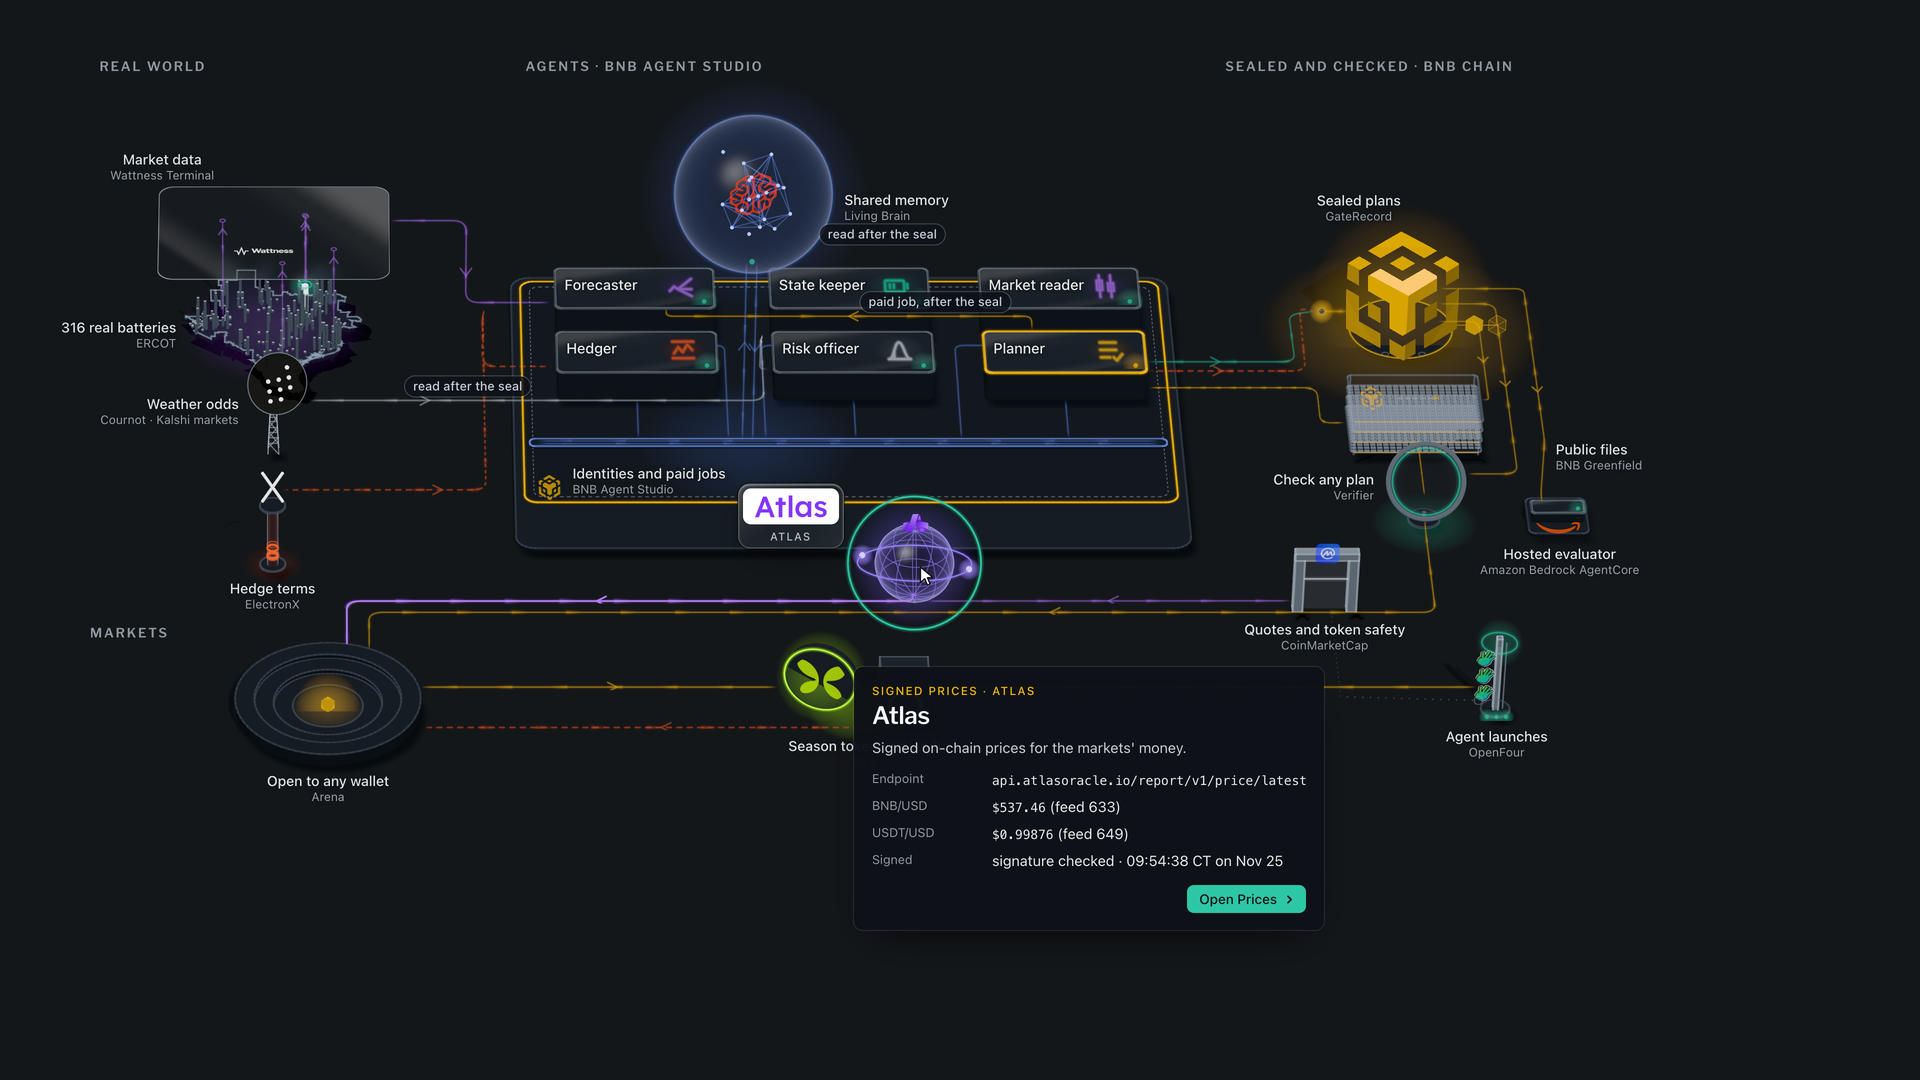 REAL WORLD
AGENTS · BNB AGENT STUDIO
SEALED AND CHECKED · BNB CHAIN
Market data
Wattness Terminal
Wattness
316 real batteries
ERCOT
Weather odds
Cournot · Kalshi markets
read after the seal
Hedge terms
ElectronX
Shared memory
Living Brain
read after the seal
Forecaster
State keeper
Market reader
paid job, after the seal
Hedger
Risk officer
Planner
Identities and paid jobs
BNB Agent Studio
Atlas
ATLAS
Sealed plans
GateRecord
Check any plan
Verifier
Public files
BNB Greenfield
Hosted evaluator
Amazon Bedrock AgentCore
Quotes and token safety
CoinMarketCap
Agent launches
OpenFour
MARKETS
Open to any wallet
Arena
Season to
SIGNED PRICES · ATLAS
Atlas
Signed on-chain prices for the markets' money.
Endpoint api.atlasoracle.io/report/v1/price/latest
BNB/USD $537.46 (feed 633)
USDT/USD $0.99876 (feed 649)
Signed signature checked · 09:54:38 CT on Nov 25
Open Prices